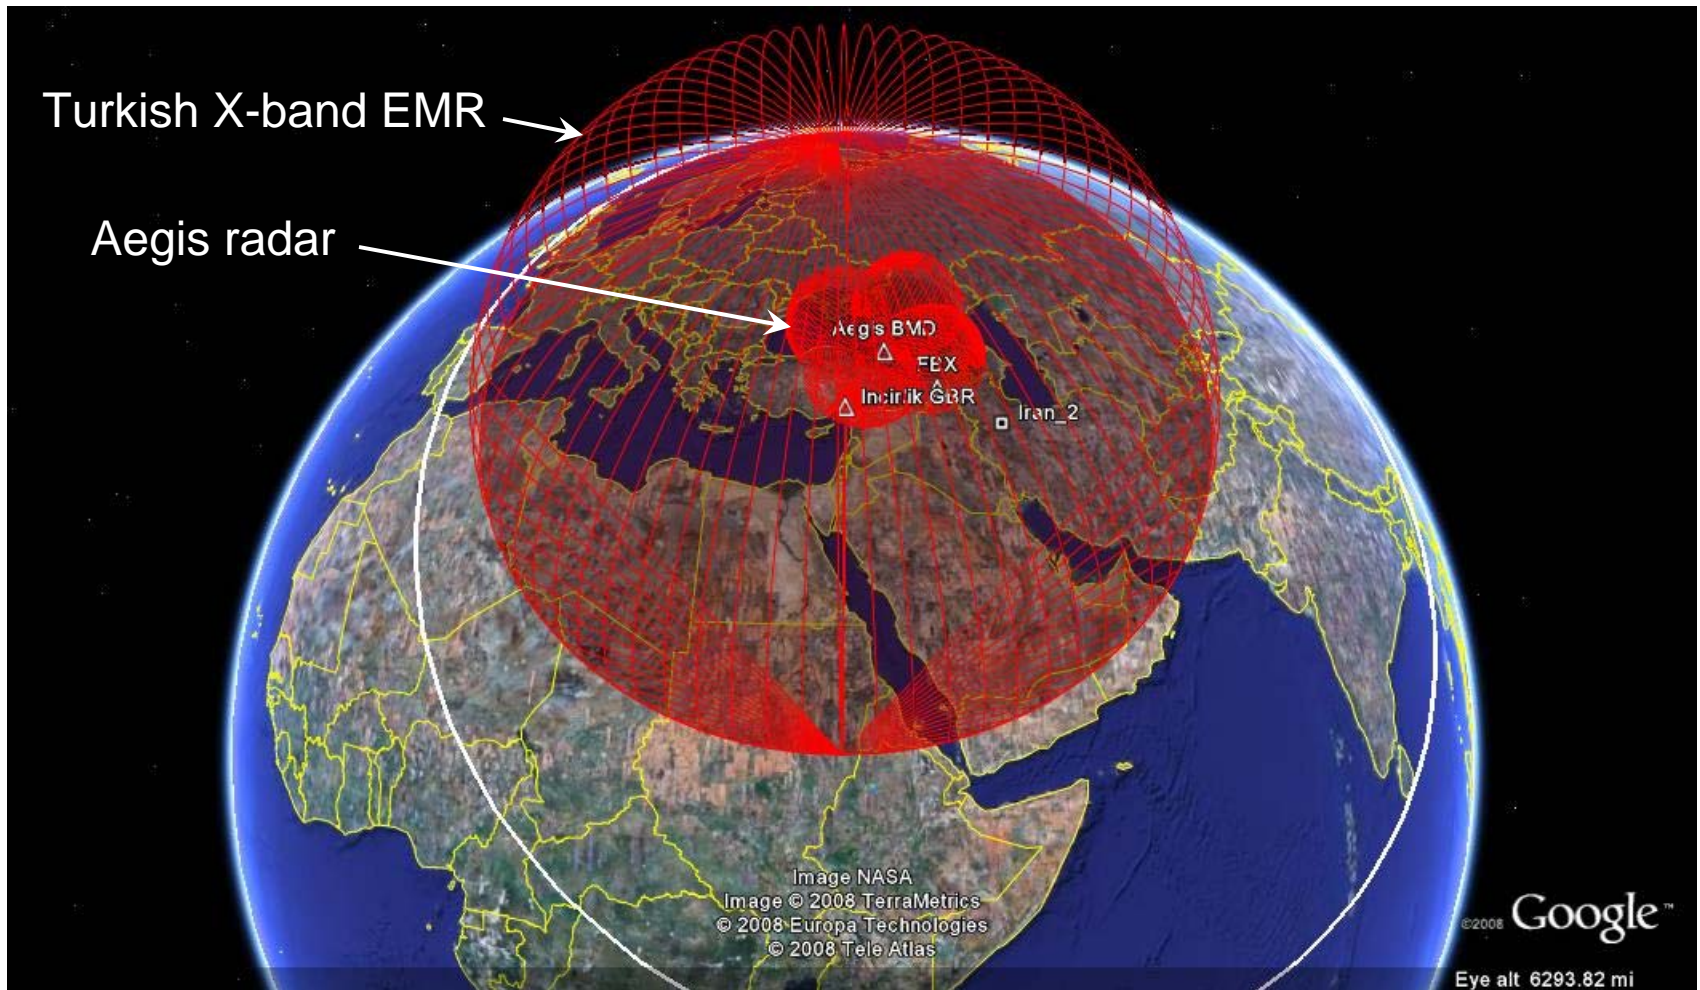 Turkish X-band EMR
Aegis radar
Aegis BMD
FBX
Incirlik GBR
Iran_2
Image NASA
Image © 2008 TerraMetrics
© 2008 Europa Technologies
© 2008 Tele Atlas
©2008 Google™
Eye alt 6293.82 mi